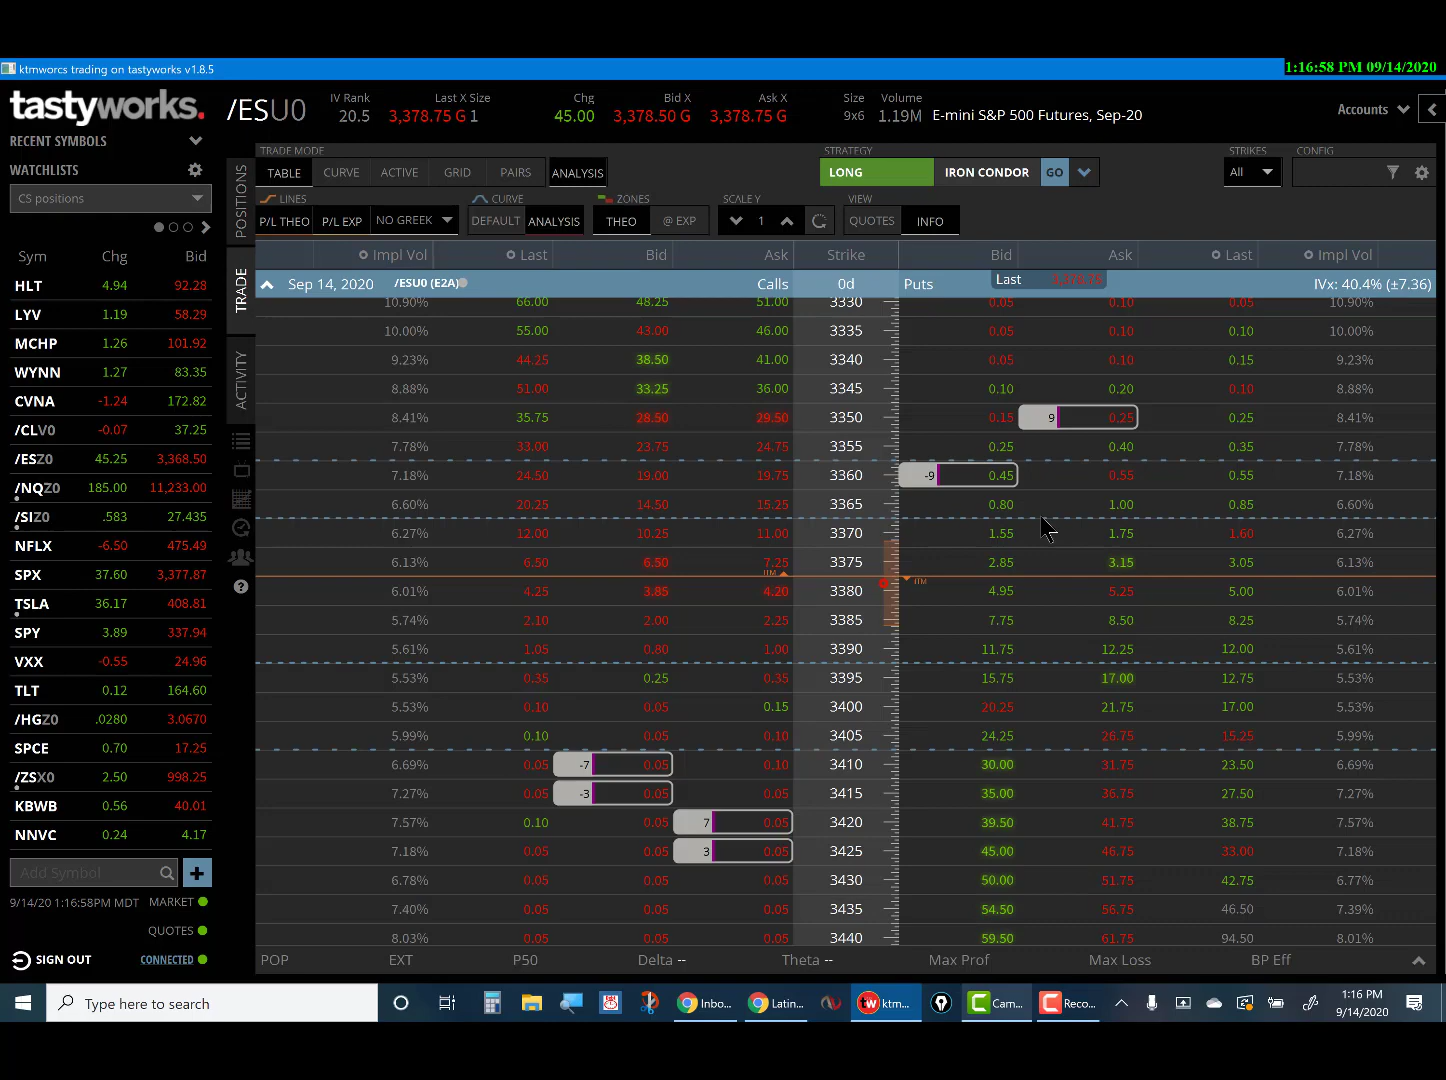 ktmworcs trading on tastyworks v1.8.5
1:16:58 PM 09/14/2020
tastyworks.
/ESU0
IV Rank Last X Size Chg Bid X Ask X Size Volume
20.5 3,378.75 G 1 45.00 3,378.50 G 3,378.75 G 9x6 1.19M E-mini S&P 500 Futures, Sep-20
Accounts
RECENT SYMBOLS
WATCHLISTS
CS positions
Sym Chg Bid
HLT 4.94 92.28
LYV 1.19 58.29
MCHP 1.26 101.92
WYNN 1.27 83.35
CVNA -1.24 172.82
/CLV0 -0.07 37.25
/ESZ0 45.25 3,368.50
/NQZ0 185.00 11,233.00
/SIZ0 .583 27.435
NFLX -6.50 475.49
SPX 37.60 3,377.87
TSLA 36.17 408.81
SPY 3.89 337.94
VXX -0.55 24.96
TLT 0.12 164.60
/HGZ0 .0280 3.0670
SPCE 0.70 17.25
/ZSX0 2.50 998.25
KBWB 0.56 40.01
NNVC 0.24 4.17
Add Symbol
9/14/20 1:16:58PM MDT MARKET
QUOTES
SIGN OUT CONNECTED
POSITIONS
TRADE
ACTIVITY
TRADE MODE STRATEGY STRIKES CONFIG
TABLE CURVE ACTIVE GRID PAIRS ANALYSIS LONG IRON CONDOR GO All
LINES CURVE ZONES SCALE Y VIEW
P/L THEO P/L EXP NO GREEK DEFAULT ANALYSIS THEO @ EXP 1 QUOTES INFO
Impl Vol Last Bid Ask Strike Bid Ask Last Impl Vol
Sep 14, 2020 /ESU0 (E2A) Calls 0d Puts Last 3,378.75 IVx: 40.4% (±7.36)
10.90% 66.00 48.25 51.00 3330 0.05 0.10 0.05 10.90%
10.00% 55.00 43.00 46.00 3335 0.05 0.10 0.10 10.00%
9.23% 44.25 38.50 41.00 3340 0.05 0.10 0.15 9.23%
8.88% 51.00 33.25 36.00 3345 0.10 0.20 0.10 8.88%
8.41% 35.75 28.50 29.50 3350 0.15 9 0.25 0.25 8.41%
7.78% 33.00 23.75 24.75 3355 0.25 0.40 0.35 7.78%
7.18% 24.50 19.00 19.75 3360 -9 0.45 0.55 0.55 7.18%
6.60% 20.25 14.50 15.25 3365 0.80 1.00 0.85 6.60%
6.27% 12.00 10.25 11.00 3370 1.55 1.75 1.60 6.27%
6.13% 6.50 6.50 7.25 3375 2.85 3.15 3.05 6.13%
ITM ITM
6.01% 4.25 3.85 4.20 3380 4.95 5.25 5.00 6.01%
5.74% 2.10 2.00 2.25 3385 7.75 8.50 8.25 5.74%
5.61% 1.05 0.80 1.00 3390 11.75 12.25 12.00 5.61%
5.53% 0.35 0.25 0.35 3395 15.75 17.00 12.75 5.53%
5.53% 0.10 0.05 0.15 3400 20.25 21.75 17.00 5.53%
5.99% 0.10 0.05 0.10 3405 24.25 26.75 15.25 5.99%
6.69% 0.05 -7 0.05 0.10 3410 30.00 31.75 23.50 6.69%
7.27% 0.05 -3 0.05 0.05 3415 35.00 36.75 27.50 7.27%
7.57% 0.10 0.05 7 0.05 3420 39.50 41.75 38.75 7.57%
7.18% 0.05 0.05 3 0.05 3425 45.00 46.75 33.00 7.18%
6.78% 0.05 0.05 0.05 3430 50.00 51.75 42.75 6.77%
7.40% 0.05 0.05 0.05 3435 54.50 56.75 46.50 7.39%
8.03% 0.05 0.05 0.05 3440 59.50 61.75 94.50 8.01%
POP EXT P50 Delta -- Theta -- Max Prof Max Loss BP Eff
Type here to search
Inbo... Latin... ktm... Cam... Reco...
1:16 PM
9/14/2020